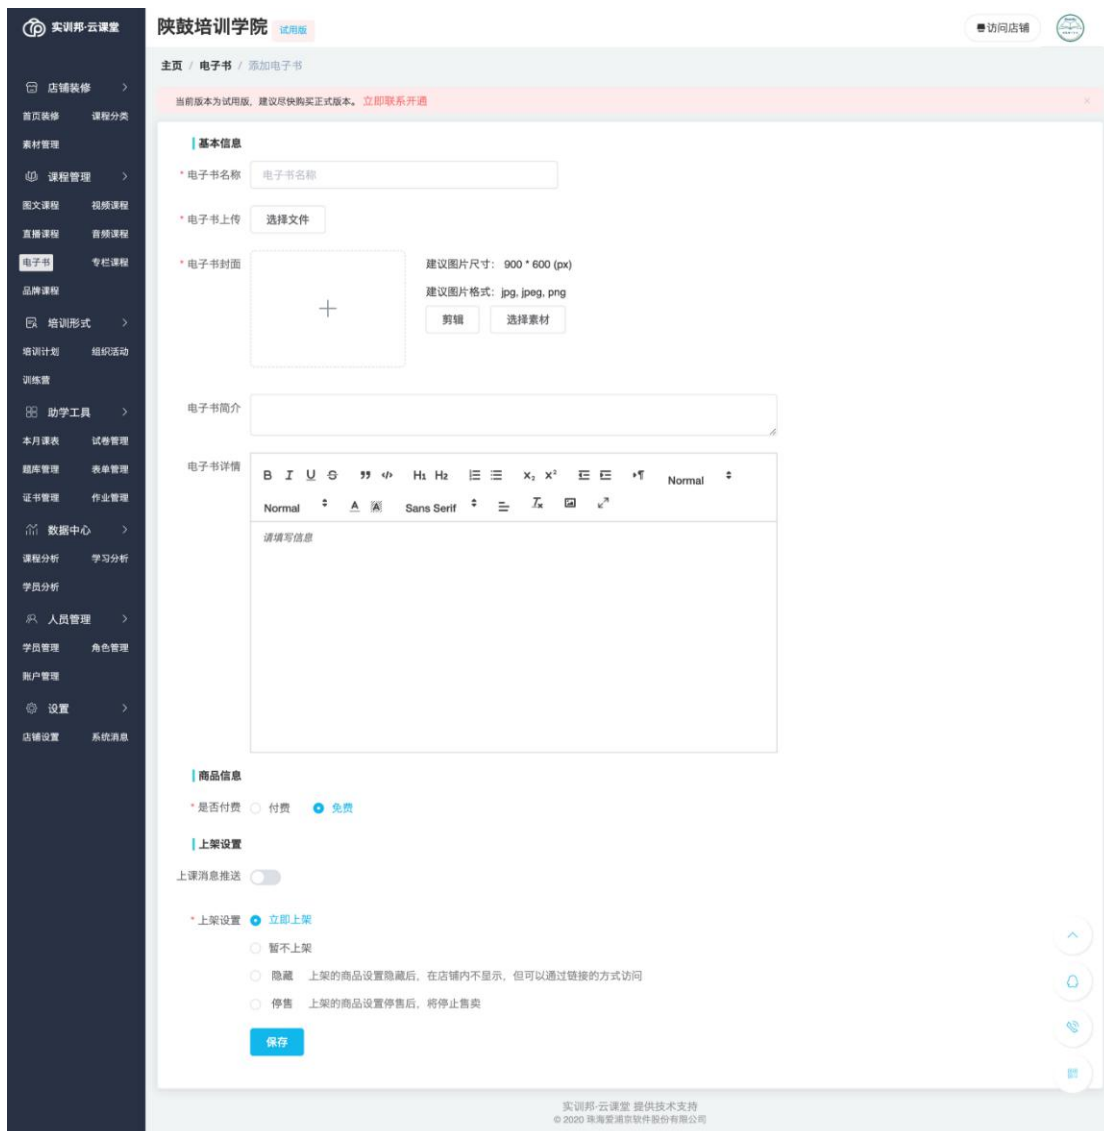 实训邦·云课堂
陕鼓培训学院 试用版
访问店铺
主页 / 电子书 / 添加电子书
当前版本为试用版，建议尽快购买正式版本。 立即联系开通 ×
店铺装修
首页装修 课程分类
素材管理
课程管理
图文课程 视频课程
直播课程 音频课程
电子书 专栏课程
品牌课程
培训形式
培训计划 组织活动
训练营
助学工具
本月课表 试卷管理
题库管理 表单管理
证书管理 作业管理
数据中心
课程分析 学习分析
学员分析
人员管理
学员管理 角色管理
账户管理
设置
店铺设置 系统消息
基本信息
* 电子书名称 电子书名称
* 电子书上传 选择文件
* 电子书封面
建议图片尺寸： 900 * 600 (px)
建议图片格式：jpg, jpeg, png
剪辑 选择素材
电子书简介
电子书详情
B I U S H1 H2 x2 x2 Normal
Normal A A Sans Serif Tx
请填写信息
商品信息
* 是否付费 付费 免费
上架设置
上课消息推送
* 上架设置 立即上架
暂不上架
隐藏 上架的商品设置隐藏后，在店铺内不显示，但可以通过链接的方式访问
停售 上架的商品设置停售后，将停止售卖
保存
实训邦·云课堂 提供技术支持
© 2020 珠海爱浦京软件股份有限公司